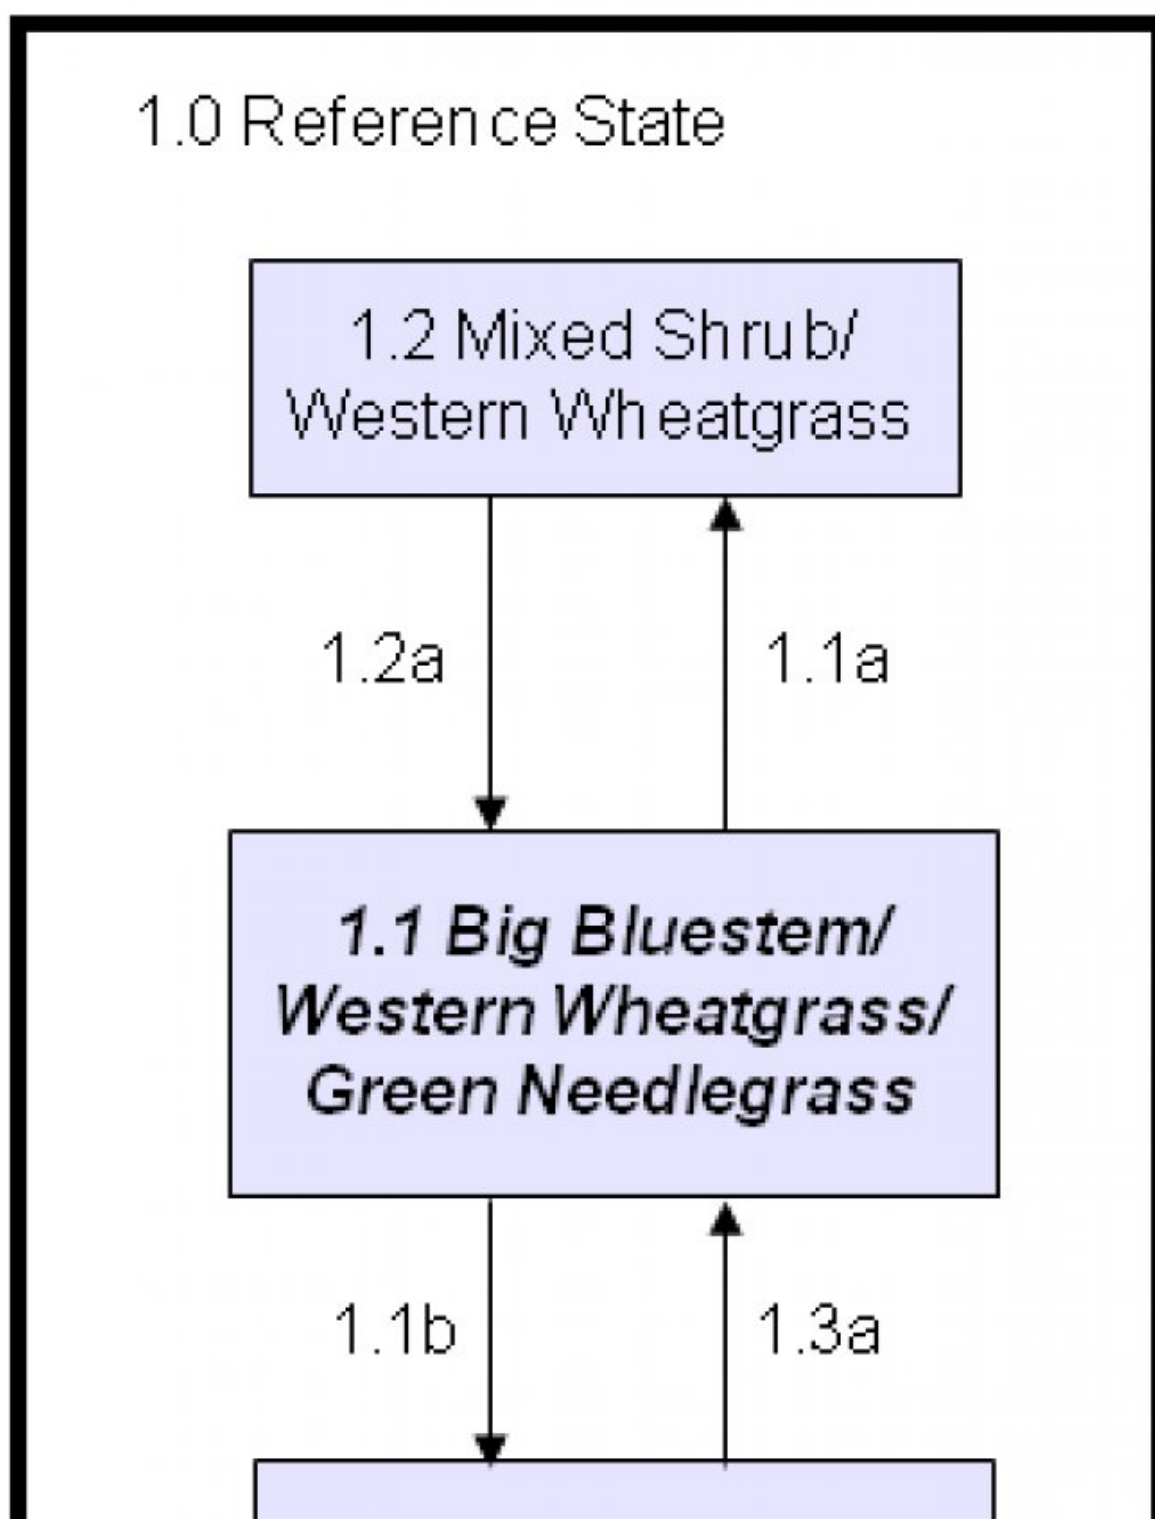 1.0 Reference State
1.2 Mixed Shrub/
Western Wheatgrass
1.2a
1.1a
1.1 Big Bluestem/
Western Wheatgrass/
Green Needlegrass
1.1b
1.3a